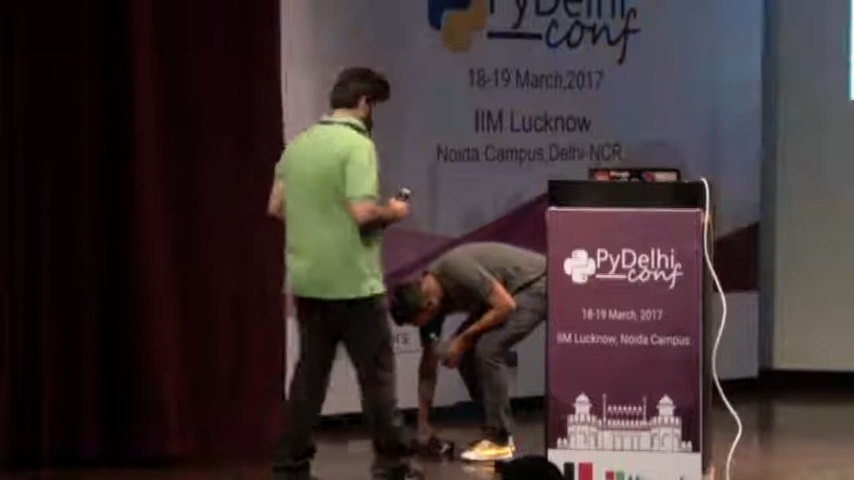 PyDelhi
conf
18-19 March,2017
IIM Lucknow
Noida Campus,Delhi-NCR
PyDelhi
conf
18-19 March, 2017
IIM Lucknow, Noida Campus